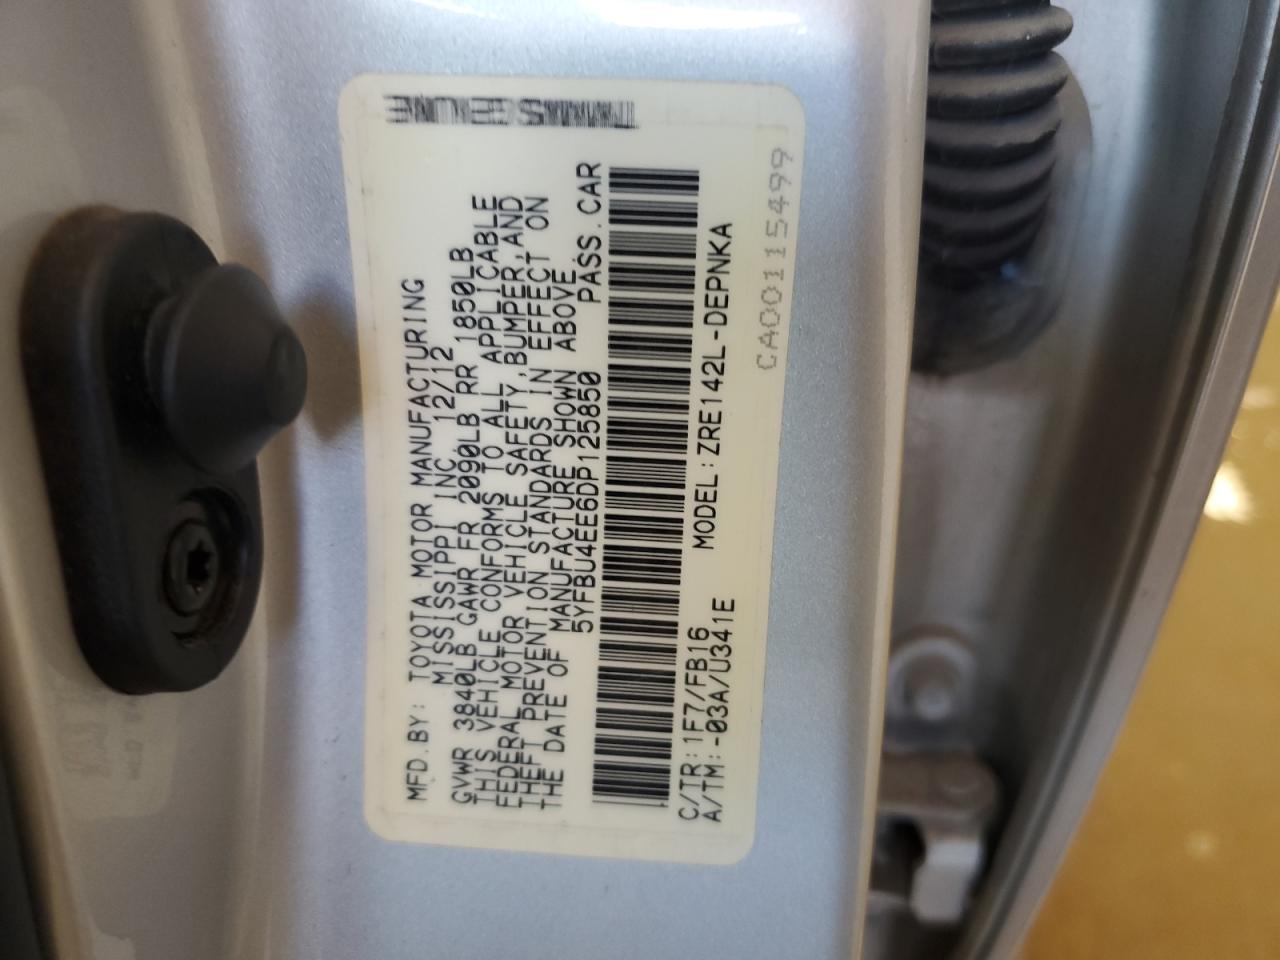 MFD.BY: TOYOTA MOTOR MANUFACTURING
MISSISSIPPI INC 12/12
GVWR 3840LB GAWR FR 2090LB RR 1850LB
THIS VEHICLE CONFORMS TO ALL APPLICABLE
FEDERAL MOTOR VEHICLE SAFETY,BUMPER,AND
THEFT PREVENTION STANDARDS IN EFFECT ON
THE DATE OF MANUFACTURE SHOWN ABOVE.
5YFBU4EE6DP125850 PASS.CAR
C/TR:1F7/FB16 MODEL:ZRE142L-DEPNKA
A/TM:-03A/U341E
CA00115499